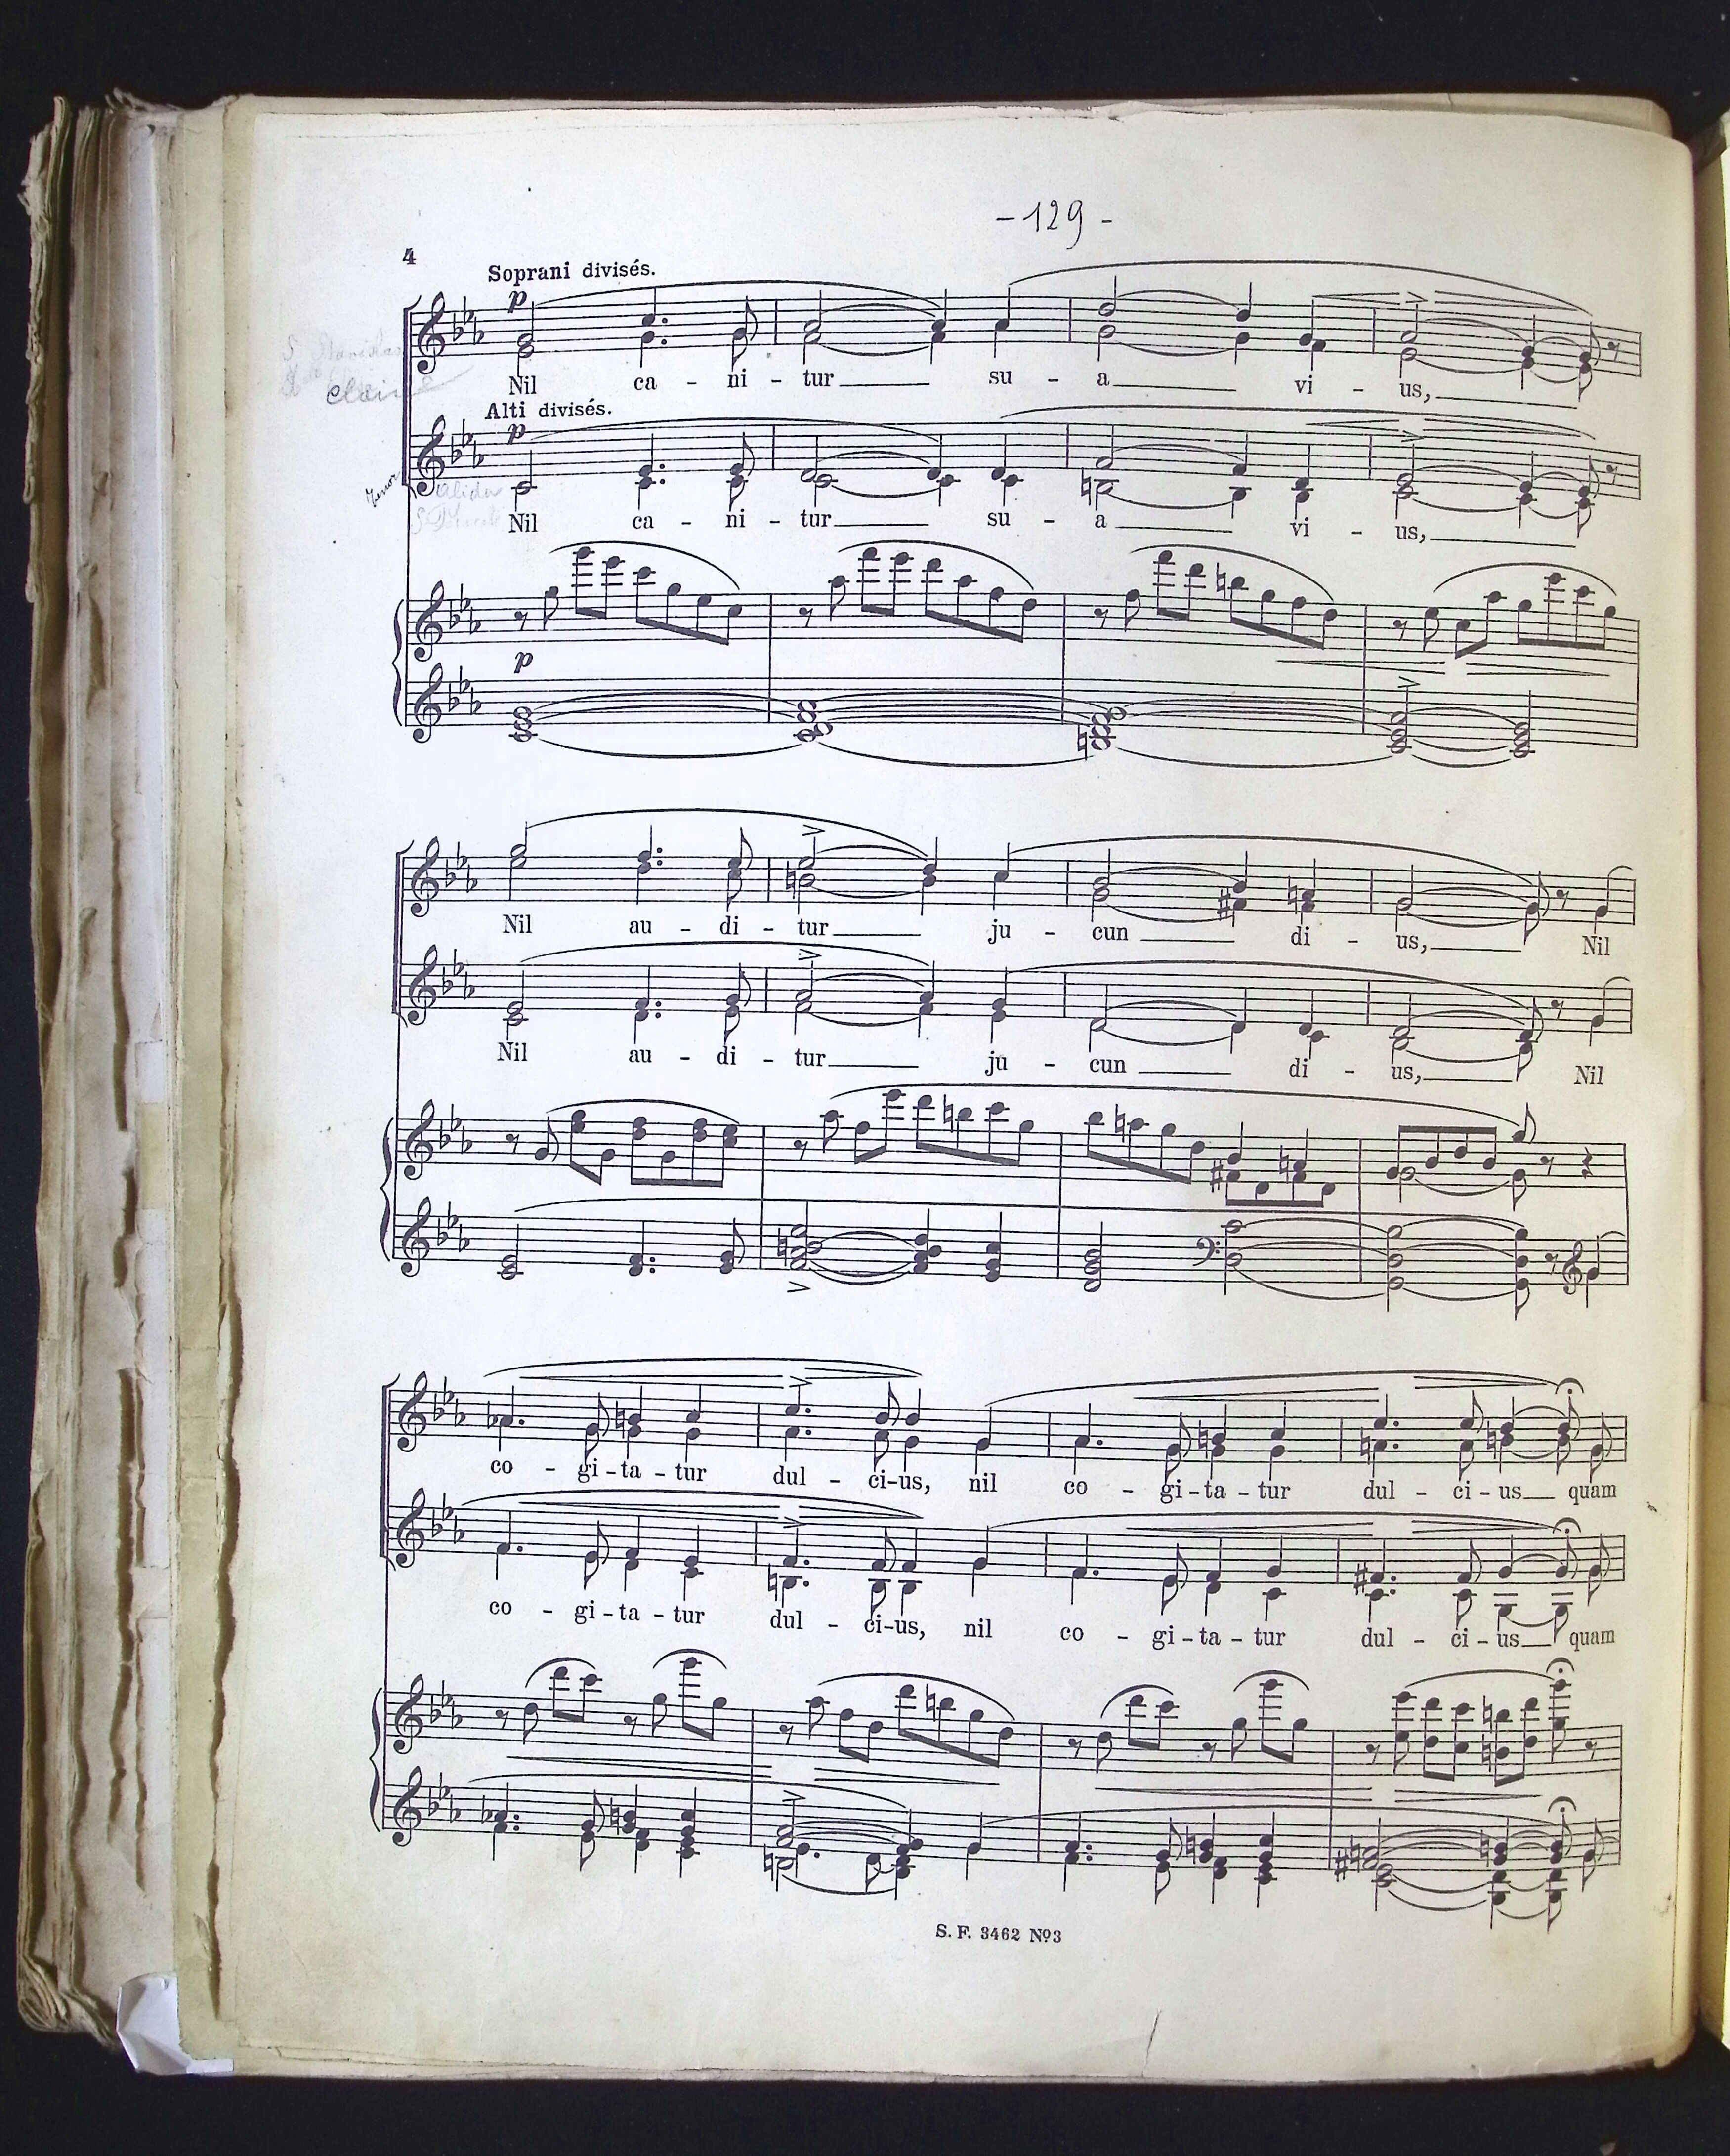 - 129 -
4
Soprani divisés.
p
Claire
Nil ca - ni - tur su - a vi - us,
Alti divisés.
p
Tenor
Alida
Nil ca - ni - tur su - a vi - us,
p
Nil au - di - tur ju - cun di - us, Nil
Nil au - di - tur ju - cun di - us, Nil
co - gi - ta - tur dul - ci-us, nil co - gi - ta - tur dul - ci - us quam
co - gi - ta - tur dul - ci-us, nil co - gi - ta - tur dul - ci - us quam
S. F. 3462 Nº3